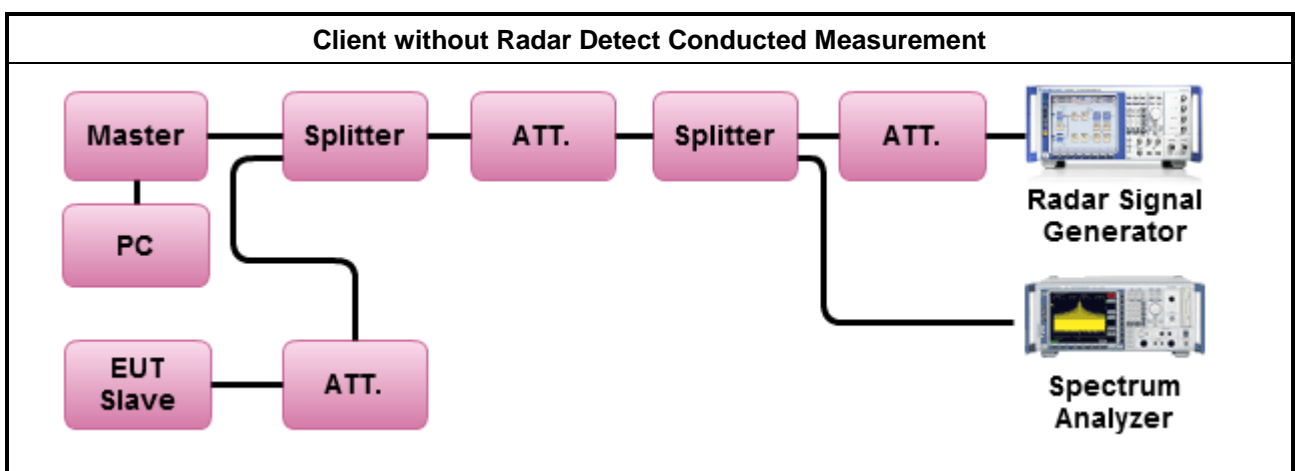 Client without Radar Detect Conducted Measurement
Master
Splitter
ATT.
Splitter
ATT.
Radar Signal
Generator
PC
EUT
Slave
ATT.
Spectrum
Analyzer